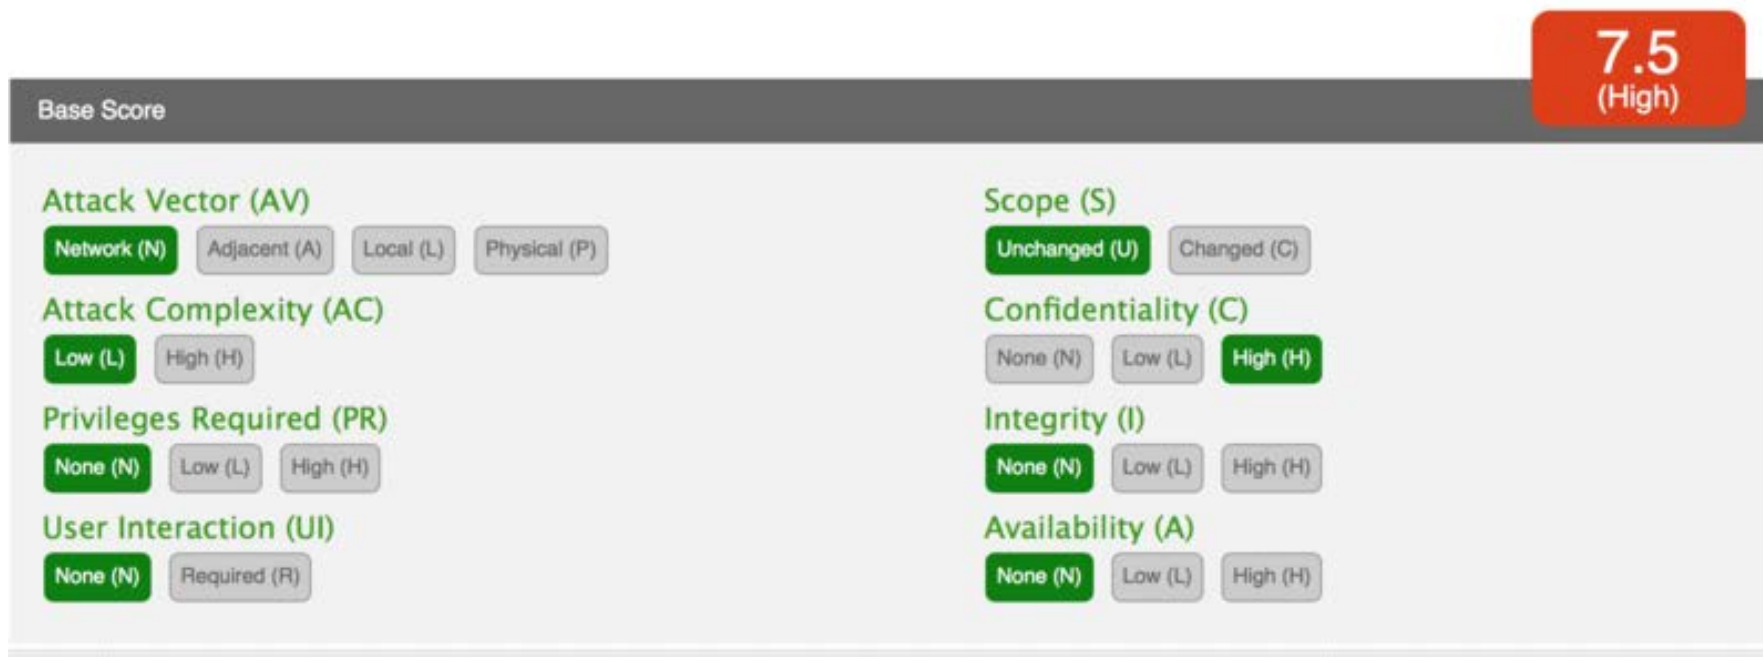 7.5
(High)
Base Score
Attack Vector (AV)
Network (N) Adjacent (A) Local (L) Physical (P)
Attack Complexity (AC)
Low (L) High (H)
Privileges Required (PR)
None (N) Low (L) High (H)
User Interaction (UI)
None (N) Required (R)
Scope (S)
Unchanged (U) Changed (C)
Confidentiality (C)
None (N) Low (L) High (H)
Integrity (I)
None (N) Low (L) High (H)
Availability (A)
None (N) Low (L) High (H)